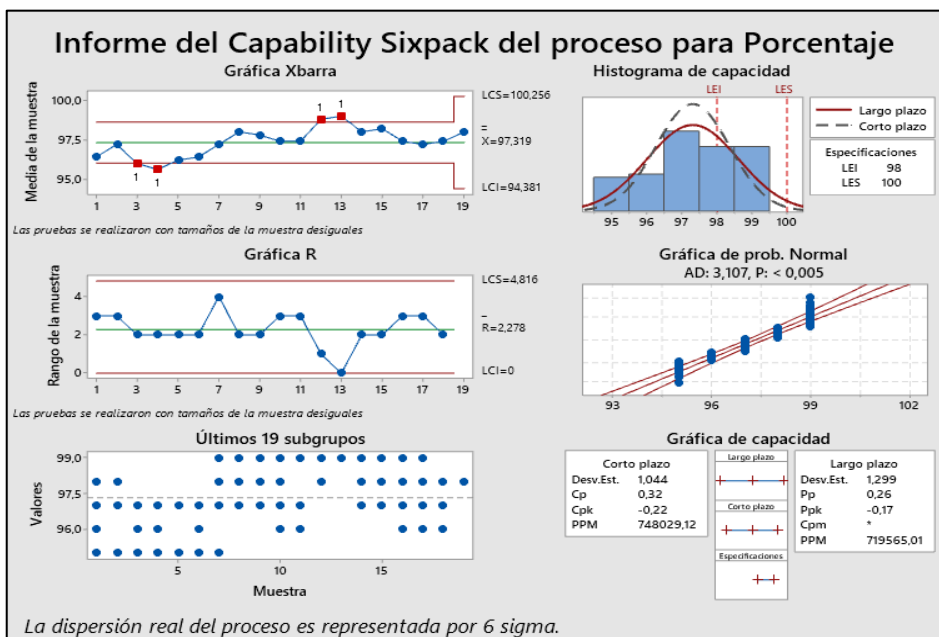 Informe del Capability Sixpack del proceso para Porcentaje
Gráfica Xbarra
Media de la muestra
100,0
97,5
95,0
1 1 1 1
LCS=100,256
=
X=97,319
LCI=94,381
1 3 5 7 9 11 13 15 17 19
Las pruebas se realizaron con tamaños de la muestra desiguales
Histograma de capacidad
LEI LES
95 96 97 98 99 100
Largo plazo
Corto plazo
Especificaciones
LEI 98
LES 100
Gráfica R
Rango de la muestra
4
2
0
LCS=4,816
_
R=2,278
LCI=0
1 3 5 7 9 11 13 15 17 19
Las pruebas se realizaron con tamaños de la muestra desiguales
Gráfica de prob. Normal
AD: 3,107, P: < 0,005
93 96 99 102
Últimos 19 subgrupos
Valores
99,0
97,5
96,0
5 10 15
Muestra
Gráfica de capacidad
Corto plazo
Desv.Est. 1,044
Cp 0,32
Cpk -0,22
PPM 748029,12
Largo plazo
Corto plazo
Especificaciones
Largo plazo
Desv.Est. 1,299
Pp 0,26
Ppk -0,17
Cpm *
PPM 719565,01
La dispersión real del proceso es representada por 6 sigma.